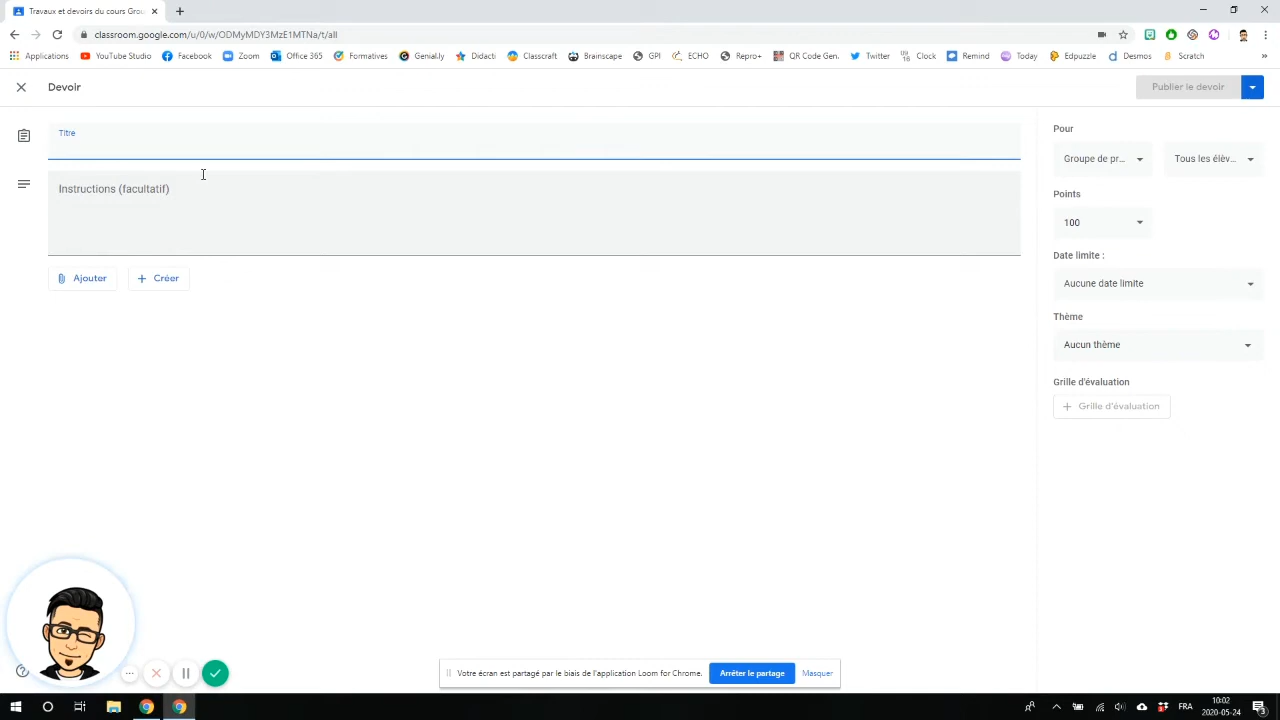 Travaux et devoirs du cours Grou
classroom.google.com/u/0/w/ODMyMDY3MzE1MTNa/t/all
Applications YouTube Studio Facebook Zoom Office 365 Formatives Genial.ly Didacti Classcraft Brainscape GPI ECHO Repro+ QR Code Gen. Twitter Clock Remind Today Edpuzzle Desmos Scratch »
Devoir
Publier le devoir
Titre
Instructions (facultatif)
Ajouter
Créer
Pour
Groupe de pr...
Tous les élèv...
Points
100
Date limite :
Aucune date limite
Thème
Aucun thème
Grille d'évaluation
Grille d'évaluation
Votre écran est partagé par le biais de l'application Loom for Chrome.
Arrêter le partage
Masquer
FRA
10:02
2020-05-24
3